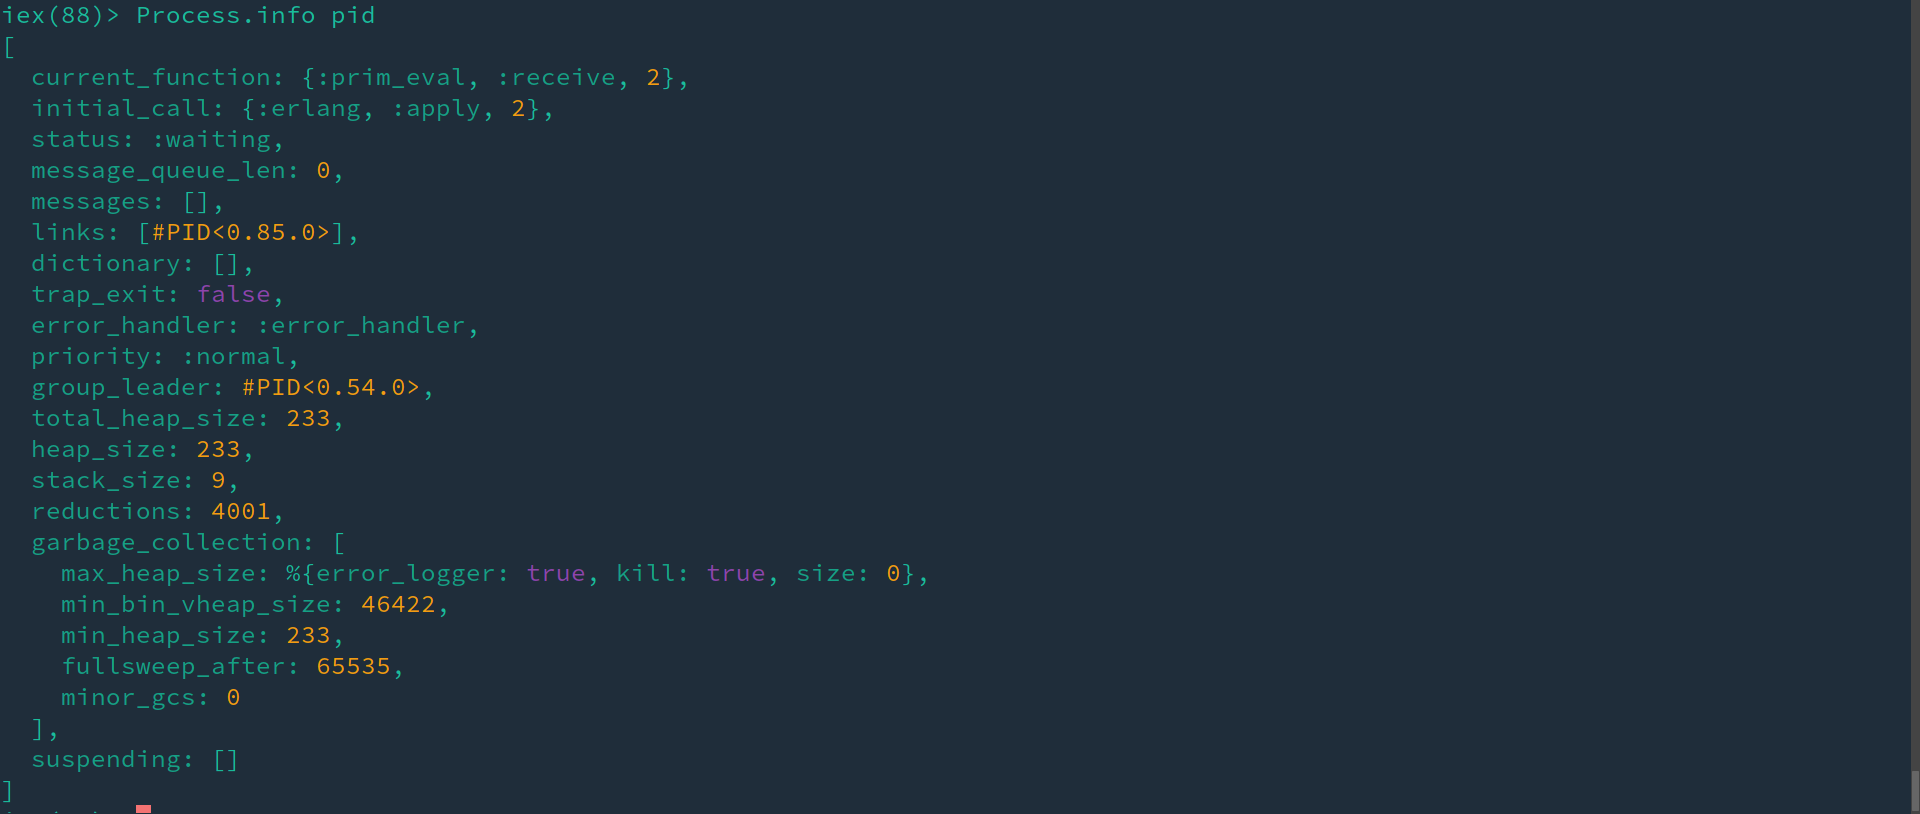 iex(88)> Process.info pid
[
  current_function: {:prim_eval, :receive, 2},
  initial_call: {:erlang, :apply, 2},
  status: :waiting,
  message_queue_len: 0,
  messages: [],
  links: [#PID<0.85.0>],
  dictionary: [],
  trap_exit: false,
  error_handler: :error_handler,
  priority: :normal,
  group_leader: #PID<0.54.0>,
  total_heap_size: 233,
  heap_size: 233,
  stack_size: 9,
  reductions: 4001,
  garbage_collection: [
    max_heap_size: %{error_logger: true, kill: true, size: 0},
    min_bin_vheap_size: 46422,
    min_heap_size: 233,
    fullsweep_after: 65535,
    minor_gcs: 0
  ],
  suspending: []
]